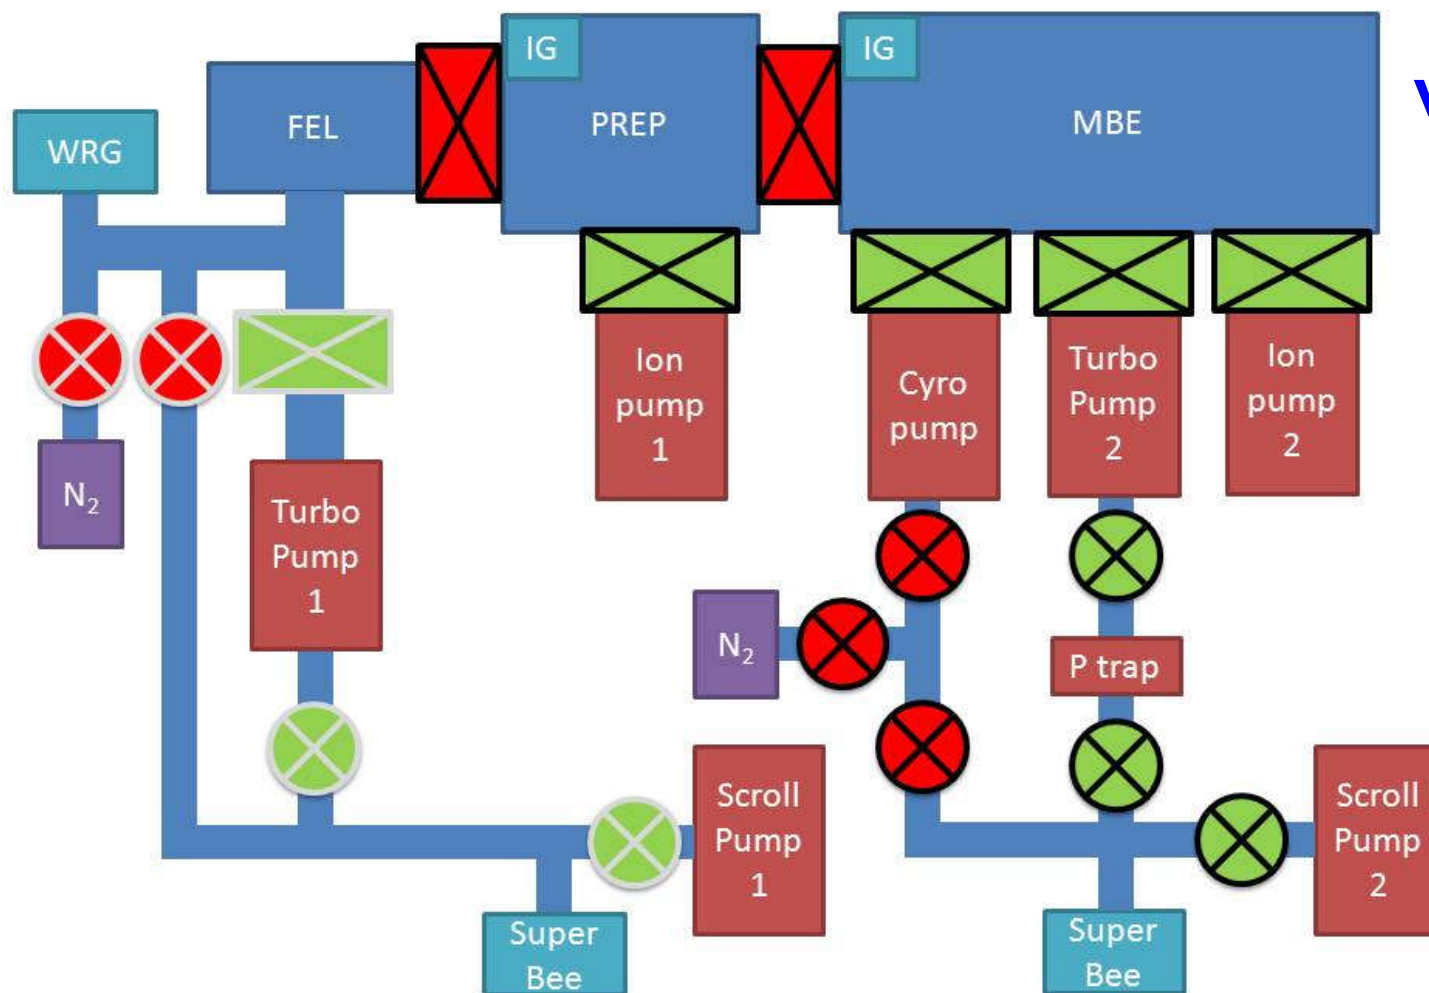 IG
IG
FEL
PREP
MBE
WRG
Ion
pump
1
Cyro
pump
Turbo
Pump
2
Ion
pump
2
N₂
Turbo
Pump
1
N₂
P trap
Scroll
Pump
1
Scroll
Pump
2
Super
Bee
Super
Bee